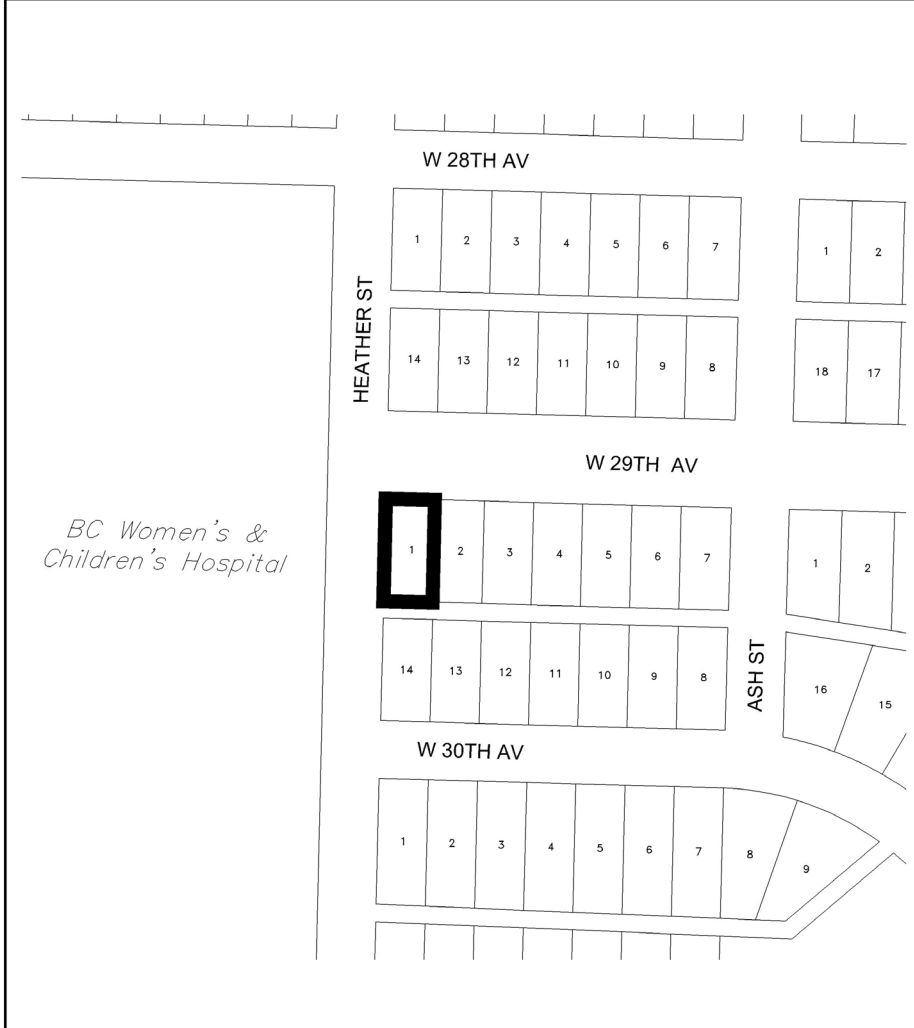 W 28TH AV
1 2 3 4 5 6 7
1 2
HEATHER ST
14 13 12 11 10 9 8
18 17
W 29TH AV
BC Women's &
Children's Hospital
1 2 3 4 5 6 7
1 2
14 13 12 11 10 9 8
ASH ST
16 15
W 30TH AV
1 2 3 4 5 6 7 8 9